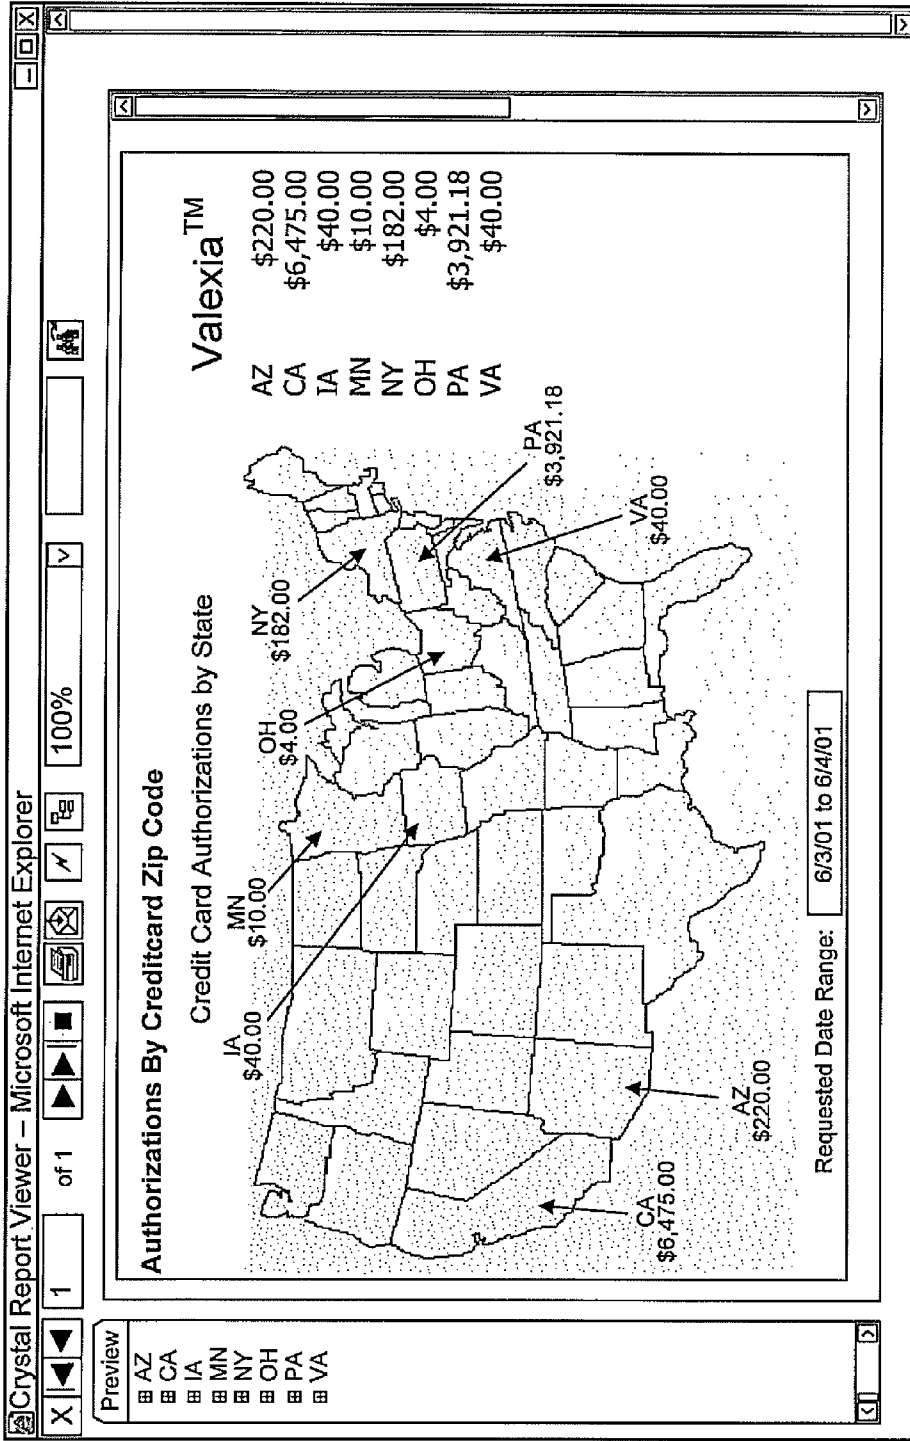 Crystal Report Viewer – Microsoft Internet Explorer
X
1
of 1
100%
Preview
AZ
CA
IA
MN
NY
OH
PA
VA
Authorizations By Creditcard Zip Code
Credit Card Authorizations by State
Valexia™
AZ $220.00
CA $6,475.00
IA $40.00
MN $10.00
NY $182.00
OH $4.00
PA $3,921.18
VA $40.00
IA
$40.00
MN
$10.00
OH
$4.00
NY
$182.00
PA
$3,921.18
VA
$40.00
CA
$6,475.00
AZ
$220.00
Requested Date Range: 6/3/01 to 6/4/01